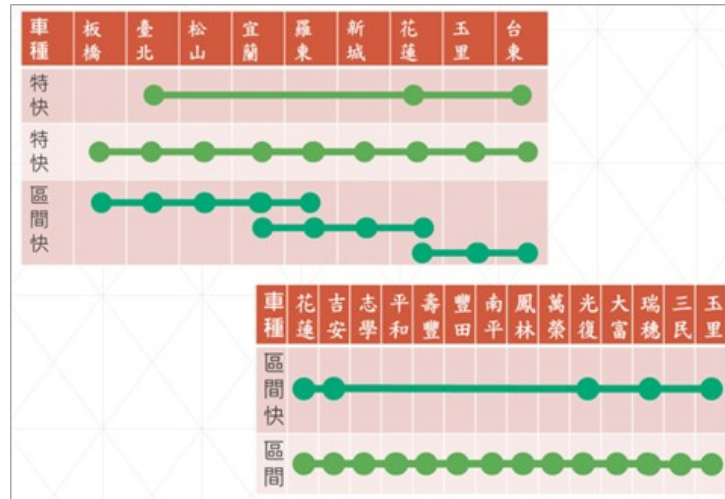 車種 板橋 臺北 松山 宜蘭 羅東 新城 花蓮 玉里 台東
特快
特快
區間快
車種 花蓮 吉安 志學 平和 壽豐 豐田 南平 鳳林 萬榮 光復 大富 瑞穗 三民 玉里
區間快
區間